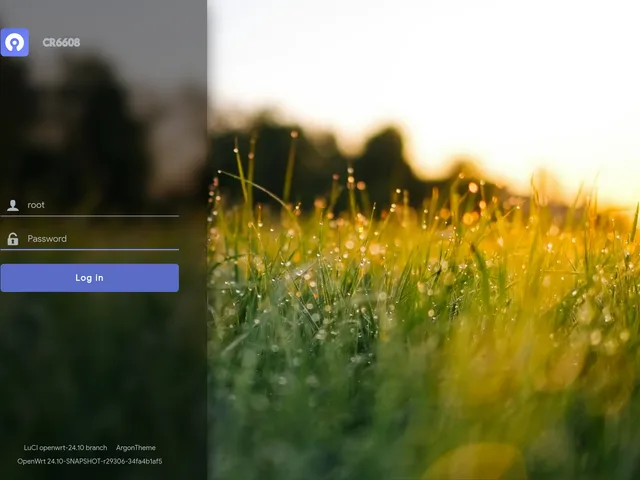 CR6608
root
Password
Log in
LuCI openwrt-24.10 branch ArgonTheme
OpenWrt 24.10-SNAPSHOT-r29306-34fa4b1af5